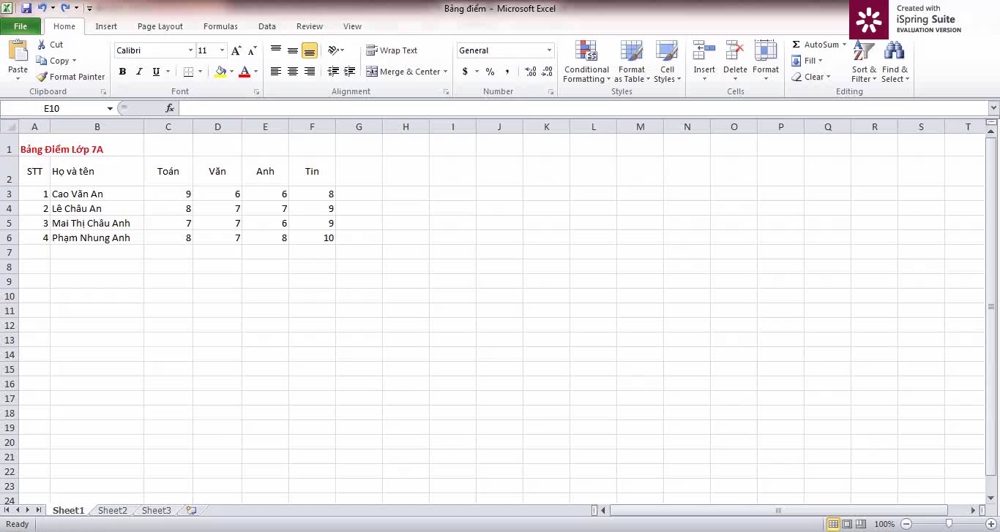 Bảng điểm - Microsoft Excel
Created with
iSpring Suite
EVALUATION VERSION
File Home Insert Page Layout Formulas Data Review View
Paste
Cut
Copy
Format Painter
Clipboard
Calibri 11
B I U
Font
Wrap Text
Merge & Center
Alignment
General
$ % ,
Number
Conditional Formatting
Format as Table
Cell Styles
Styles
Insert Delete Format
Cells
AutoSum
Fill
Clear
Sort & Filter
Find & Select
Editing
E10 fx
A B C D E F G H I J K L M N O P Q R S T
1 Bảng Điểm Lớp 7A
2 STT Họ và tên Toán Văn Anh Tin
3 1 Cao Văn An 9 6 6 8
4 2 Lê Châu An 8 7 7 9
5 3 Mai Thị Châu Anh 7 7 6 9
6 4 Phạm Nhung Anh 8 7 8 10
7
8
9
10
11
12
13
14
15
16
17
18
19
20
21
22
23
24
Sheet1 Sheet2 Sheet3
Ready 100%